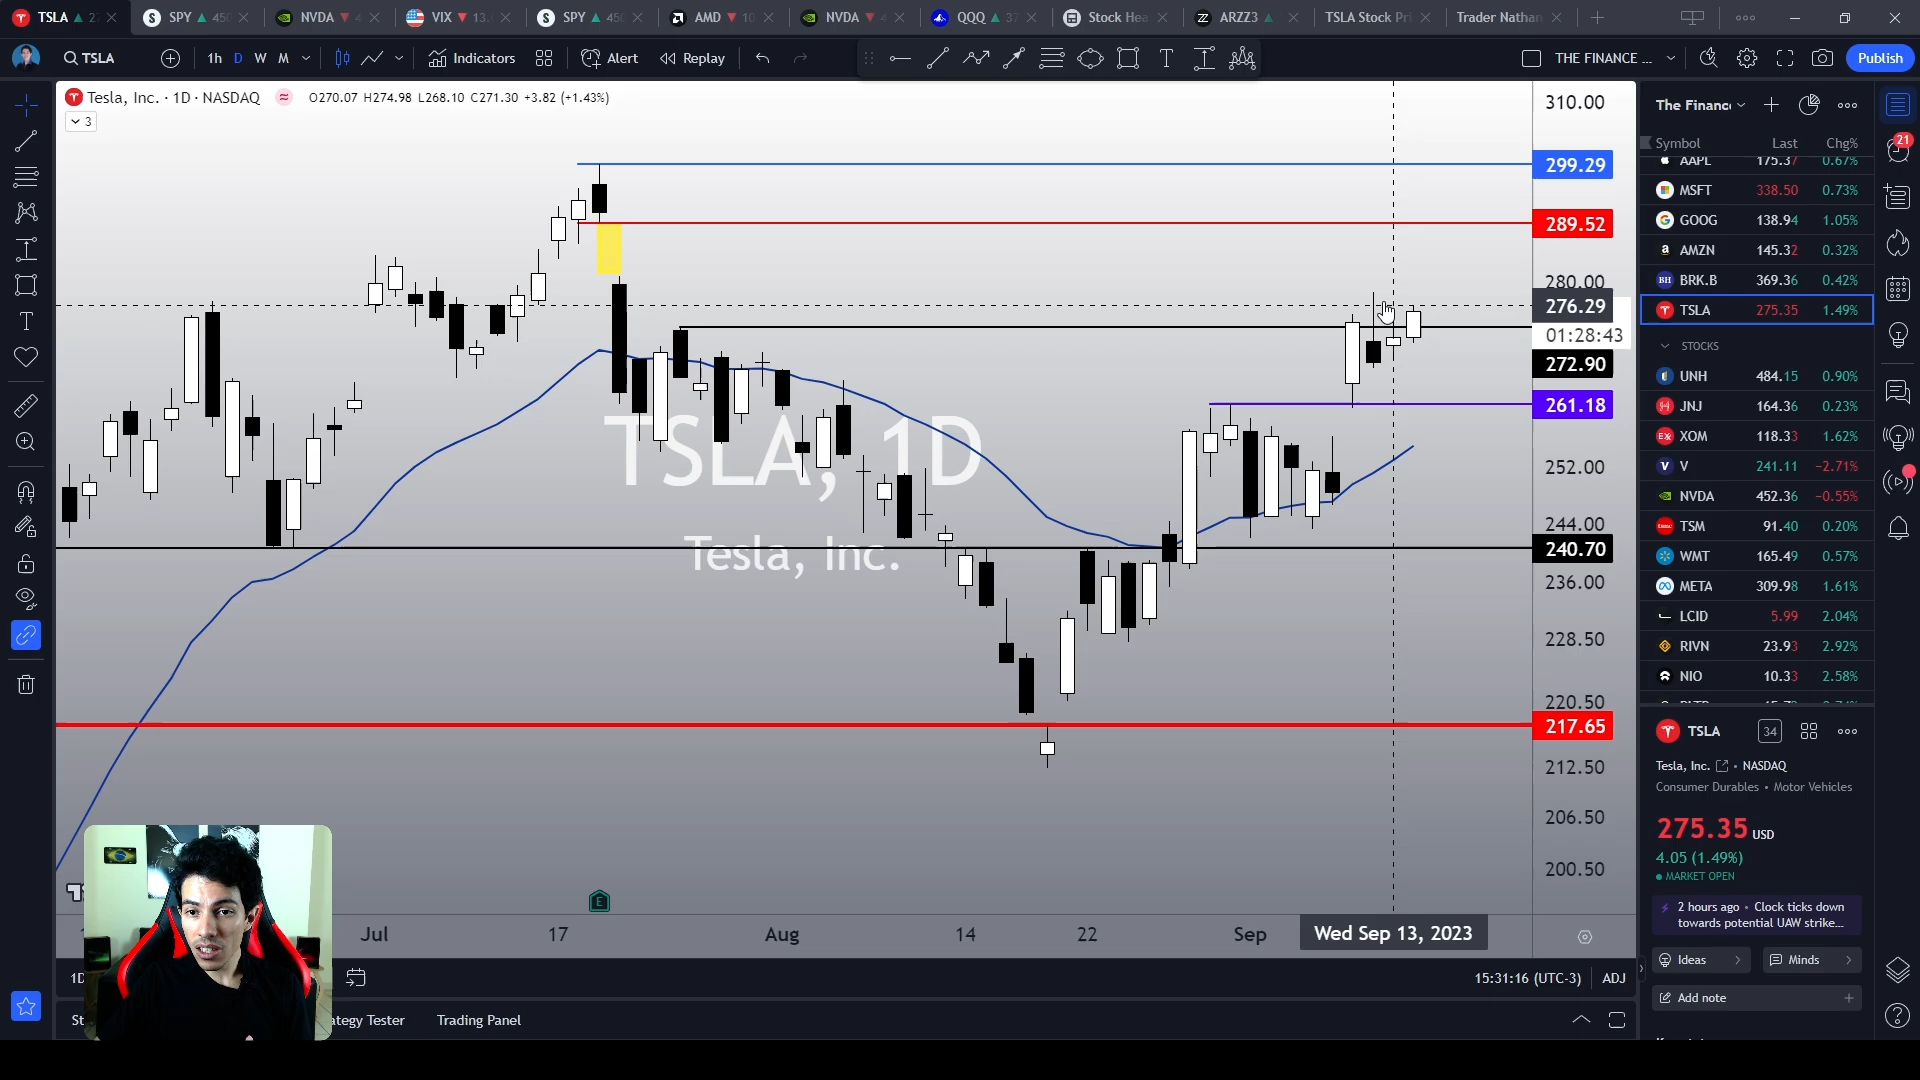 TSLA ▲ 27
SPY ▲ 450
NVDA ▼ 4
VIX ▼ 13.
SPY ▲ 450
AMD ▼ 10
NVDA ▼ 4
QQQ ▲ 37
Stock Hea
ARZZ3 ▲
TSLA Stock Pri
Trader Nathan
TSLA
1h D W M
Indicators
Alert
Replay
THE FINANCE ...
Publish
Tesla, Inc. · 1D · NASDAQ
O270.07 H274.98 L268.10 C271.30 +3.82 (+1.43%)
3
310.00
299.29
289.52
280.00
276.29
01:28:43
272.90
261.18
252.00
244.00
240.70
236.00
228.50
220.50
217.65
212.50
206.50
200.50
TSLA, 1D
Tesla, Inc.
E
Jul
17
Aug
14
22
Sep
Wed Sep 13, 2023
15:31:16 (UTC-3)
ADJ
1D
St
ategy Tester
Trading Panel
The Financ
Symbol Last Chg%
AAPL 175.37 0.67%
MSFT 338.50 0.73%
GOOG 138.94 1.05%
AMZN 145.32 0.32%
BRK.B 369.36 0.42%
TSLA 275.35 1.49%
STOCKS
UNH 484.15 0.90%
JNJ 164.36 0.23%
XOM 118.33 1.62%
V 241.11 −2.71%
NVDA 452.36 −0.55%
TSM 91.40 0.20%
WMT 165.49 0.57%
META 309.98 1.61%
LCID 5.99 2.04%
RIVN 23.93 2.92%
NIO 10.33 2.58%
TSLA
34
Tesla, Inc. • NASDAQ
Consumer Durables • Motor Vehicles
275.35 USD
4.05 (1.49%)
MARKET OPEN
2 hours ago • Clock ticks down
towards potential UAW strike...
Ideas
Minds
Add note
21